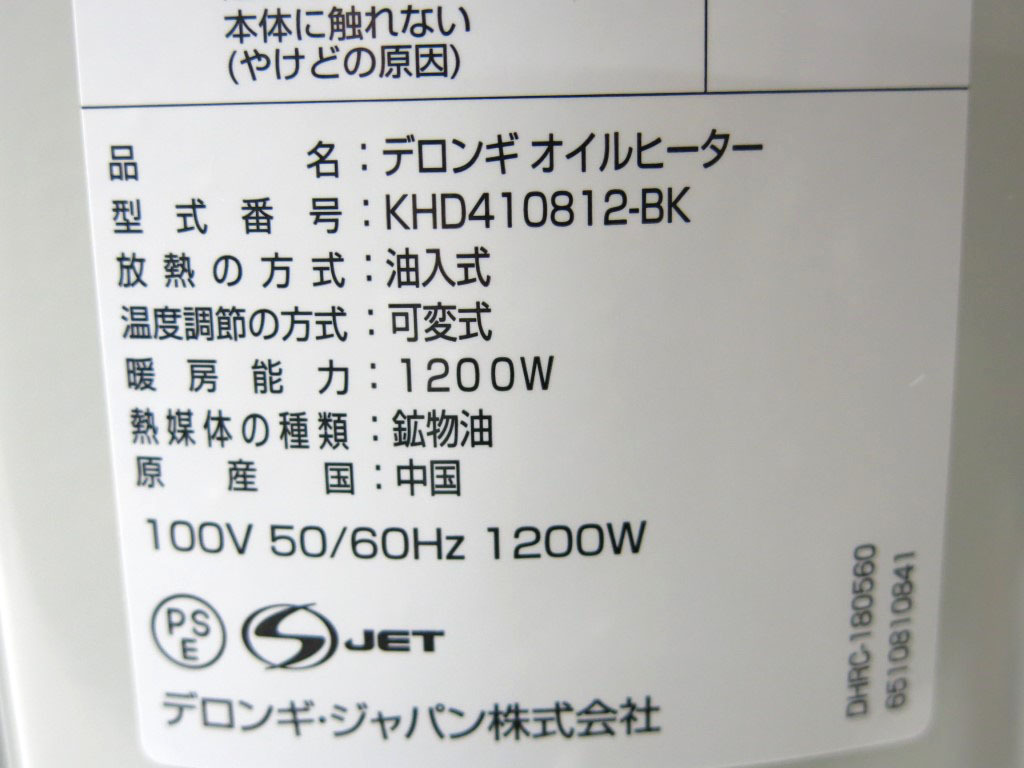 本体に触れない
(やけどの原因)
品名：デロンギ オイルヒーター
型式番号：KHD410812-BK
放熱の方式：油入式
温度調節の方式：可変式
暖房能力：1200W
熱媒体の種類：鉱物油
原産国：中国
100V 50/60Hz 1200W
PSE
S JET
デロンギ・ジャパン株式会社
DHRC-180560
6510810841